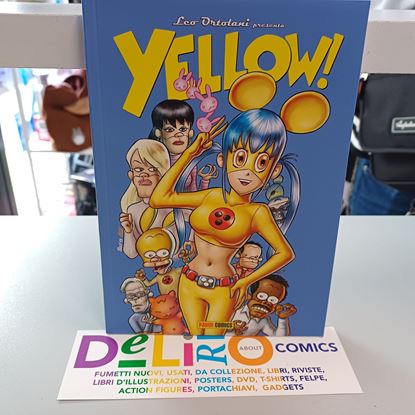 Leo Ortolani presenta
YELLOW!
PANINI COMICS
DeLiRiO
ABOUT
COMICS
FUMETTI NUOVI, USATI, DA COLLEZIONE, LIBRI, RIVISTE,
LIBRI D'ILLUSTRAZIONI, POSTERS, DVD, T-SHIRTS, FELPE,
ACTION FIGURES, PORTACHIAVI, GADGETS